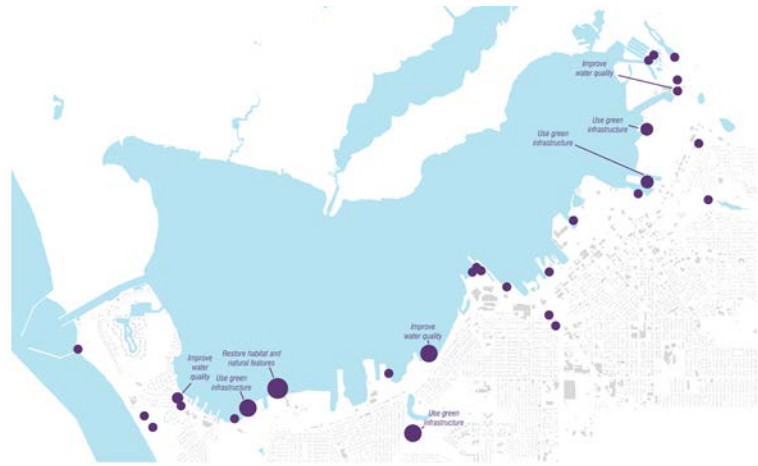 Improve
water quality
Use green
infrastructure
Use green
infrastructure
Improve
water quality
Restore habitat and
natural features
Improve
water
quality
Use green
infrastructure
Use green
infrastructure